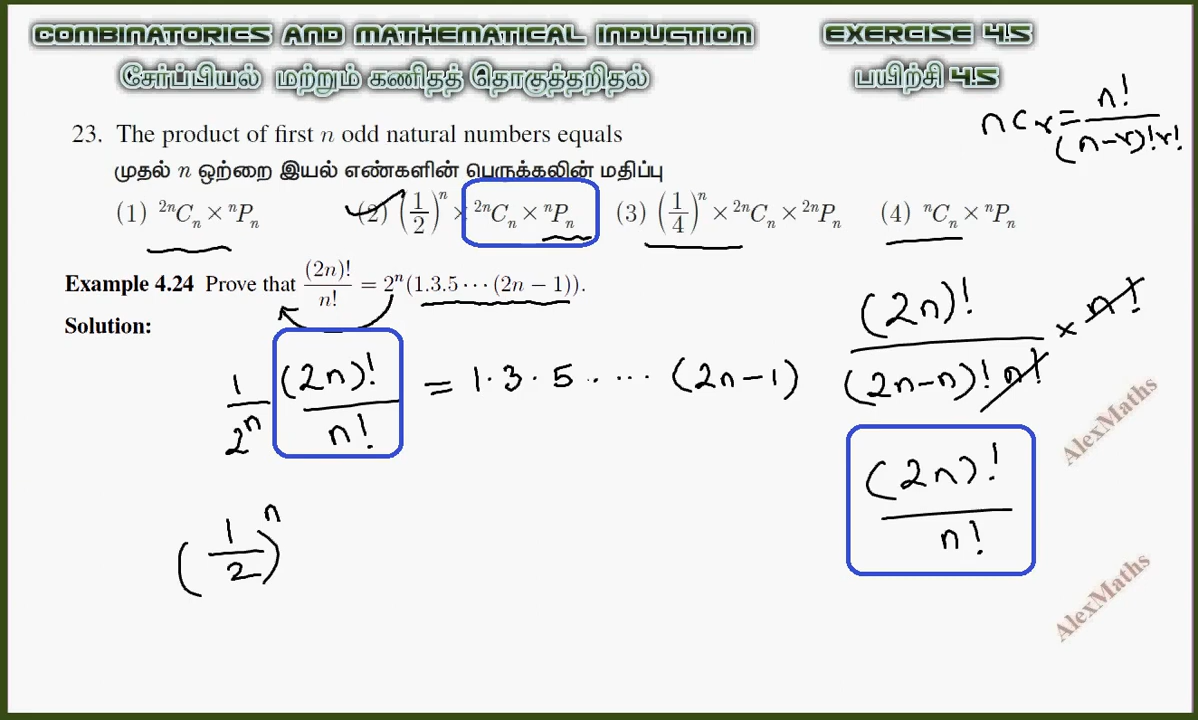 COMBINATORICS AND MATHEMATICAL INDUCTION EXERCISE 4.5
சேர்ப்பியல் மற்றும் கணிதத் தொகுத்தறிதல் பயிற்சி 4.5
nCr = n! / (n-r)! r!
23. The product of first n odd natural numbers equals
முதல் n ஒற்றை இயல் எண்களின் பெருக்கலின் மதிப்பு
(1) ²ⁿCₙ × ⁿPₙ (2) (1/2)ⁿ × ²ⁿCₙ × ⁿPₙ (3) (1/4)ⁿ × ²ⁿCₙ × ²ⁿPₙ (4) ⁿCₙ × ⁿPₙ
Example 4.24 Prove that (2n)!/n! = 2ⁿ(1.3.5 ⋯ (2n − 1)).
Solution:
1/2ⁿ (2n)!/n! = 1·3·5· ... (2n-1)
(2n)! / (2n-n)! n! × n!
(2n)!/n!
(1/2)ⁿ
AlexMaths
AlexMaths